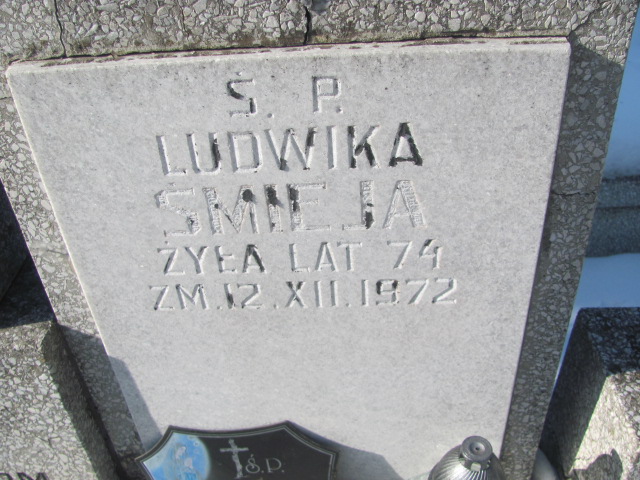 Ś. P.
LUDWIKA
ŚMIEJA
ŻYŁA LAT 74
ZM. 12. XII. 1972
Ś.P.